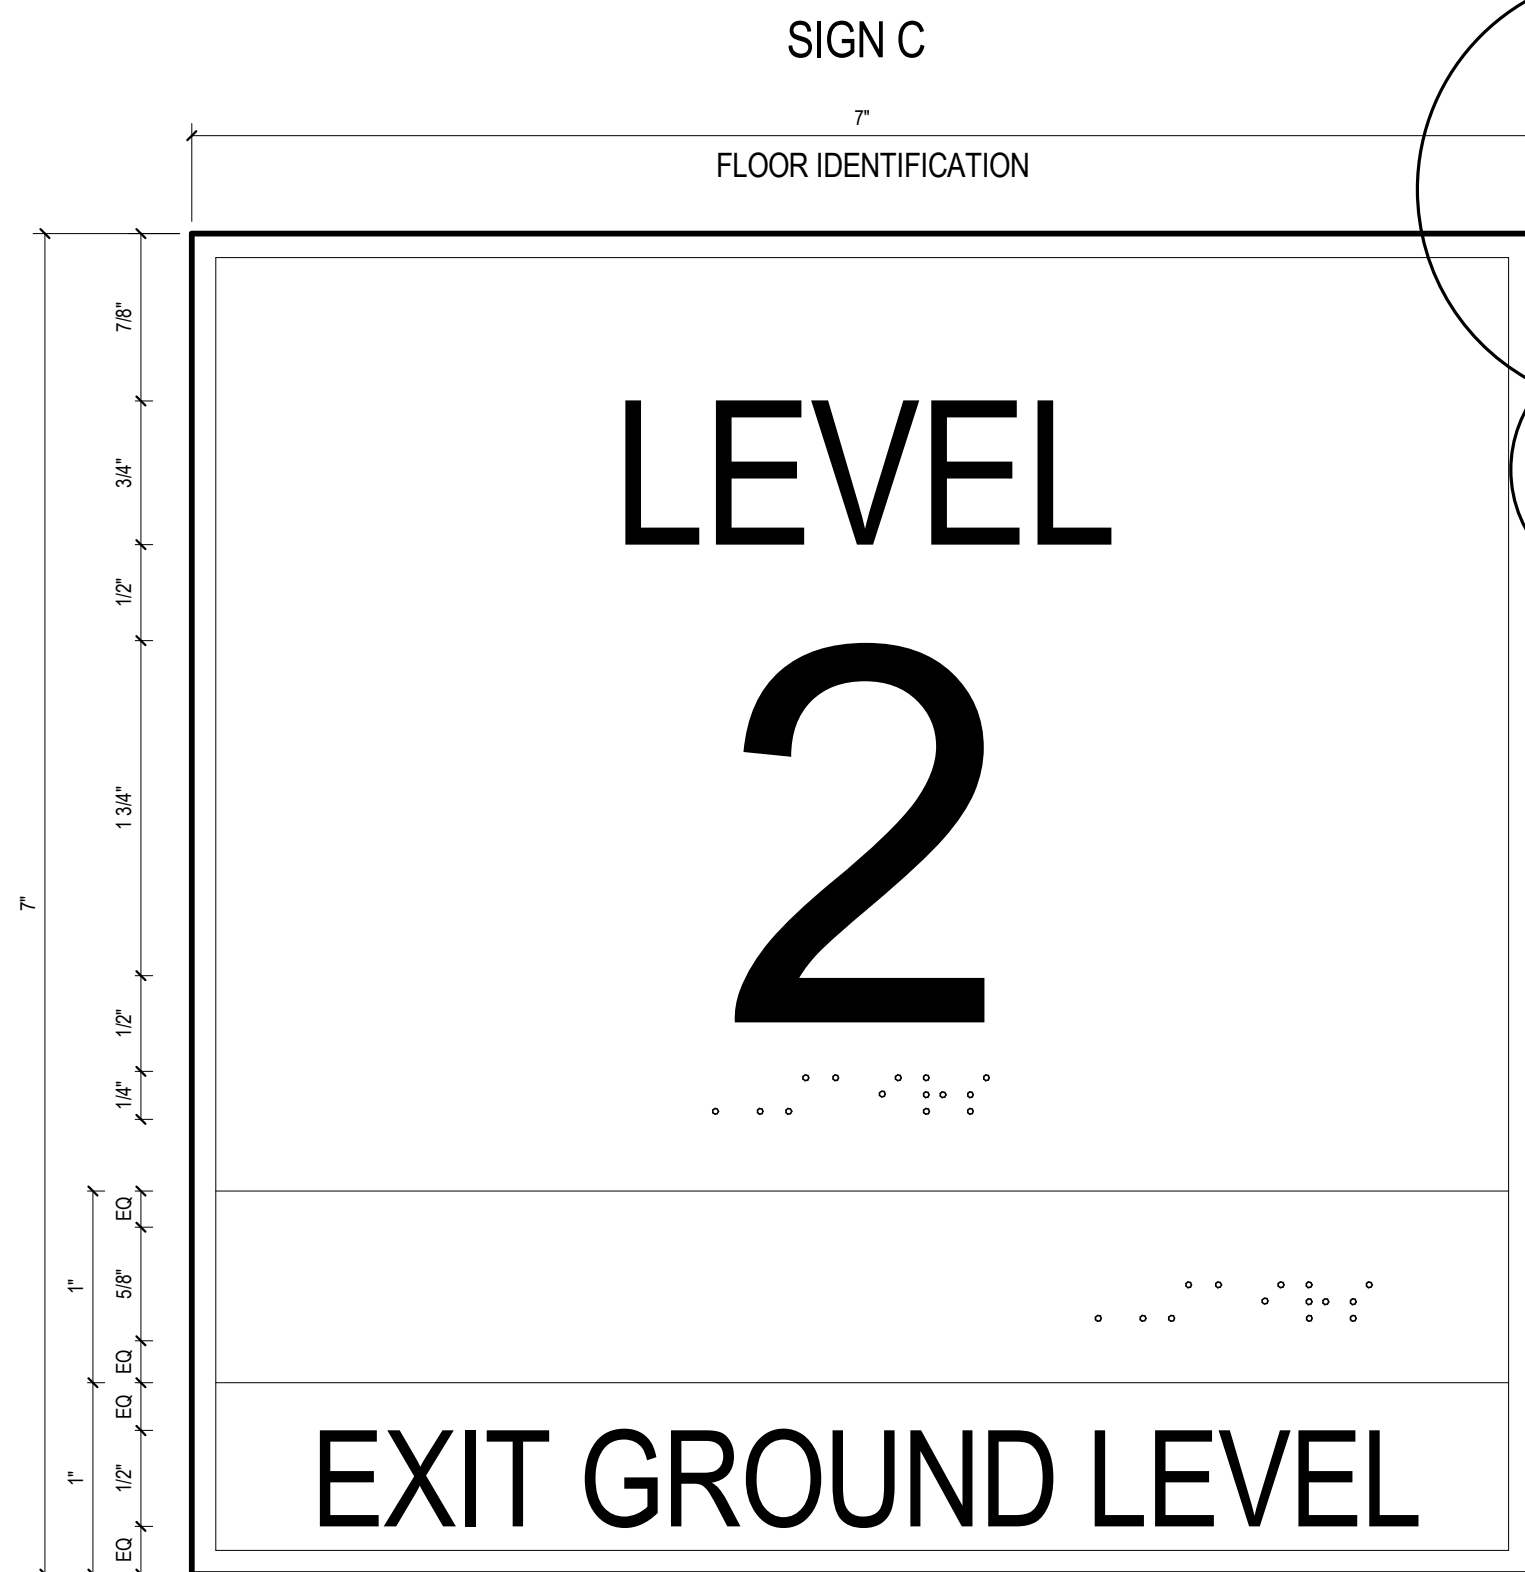 SIGN C
7"
FLOOR IDENTIFICATION
7/8"
3/4"
1/2"
1 3/4"
1/2"
1/4"
7"
EQ
5/8"
EQ
1"
EQ
1/2"
EQ
1"
LEVEL
2
EXIT GROUND LEVEL